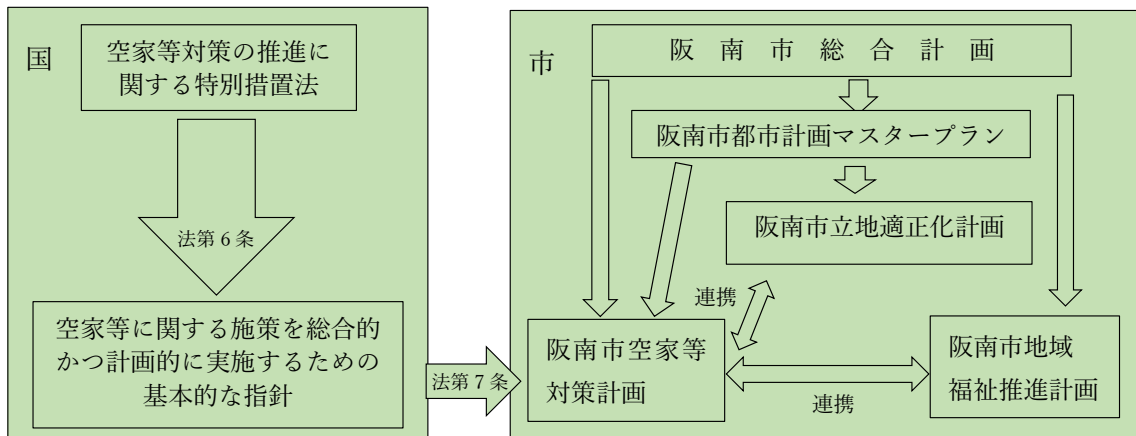 国
空家等対策の推進に
関する特別措置法
法第６条
空家等に関する施策を総合的
かつ計画的に実施するための
基本的な指針
法第７条
市
阪南市総合計画
阪南市都市計画マスタープラン
阪南市立地適正化計画
連携
阪南市空家等
対策計画
連携
阪南市地域
福祉推進計画